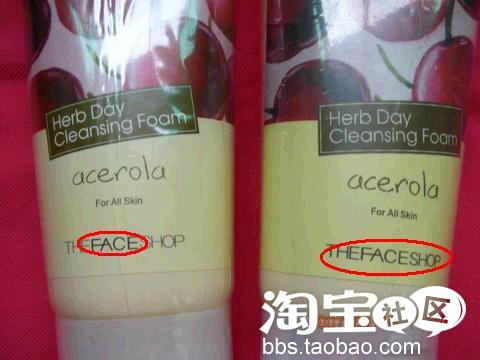 Herb Day
Cleansing Foam
acerola
For All Skin
THEFACESHOP
Herb Day
Cleansing Foam
acerola
For All Skin
THEFACESHOP
淘宝社区
bbs.taobao.com